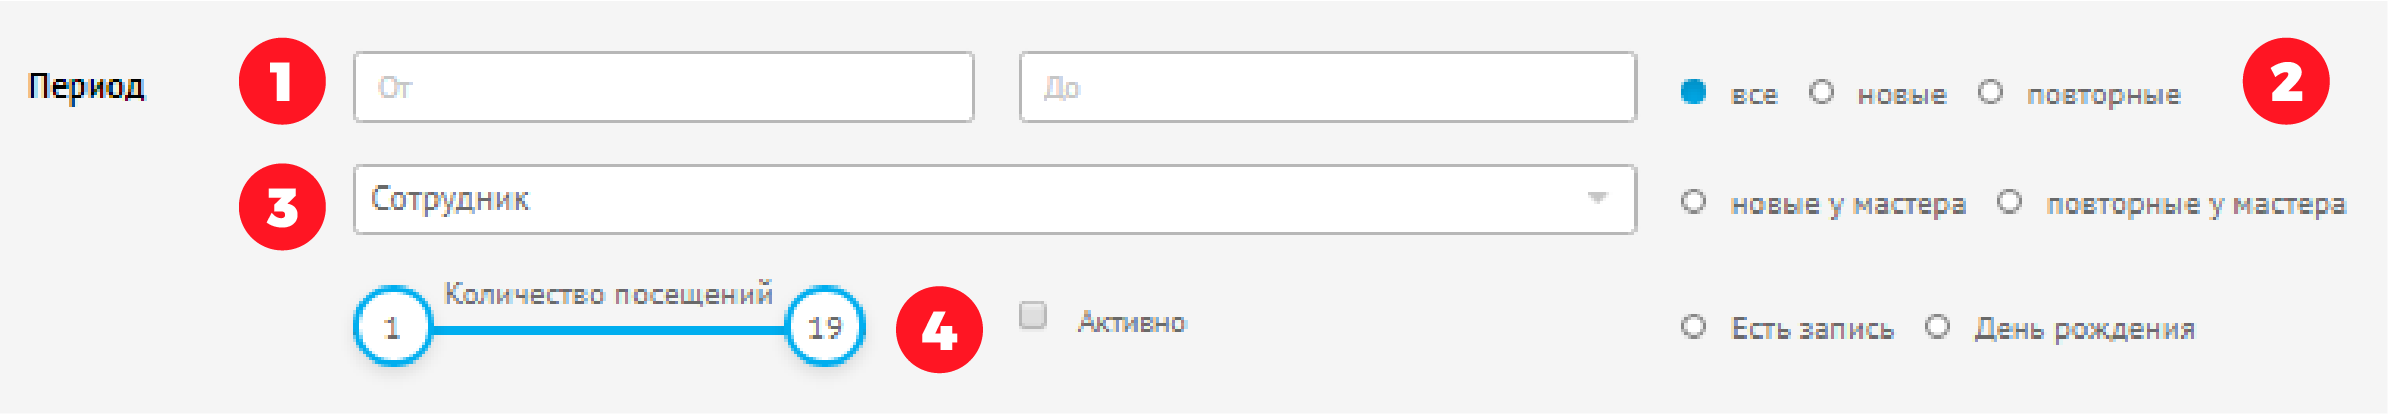 Период 1 От До все новые повторные 2
3 Сотрудник новые у мастера повторные у мастера
Количество посещений
1 19 4 Активно Есть запись День рождения